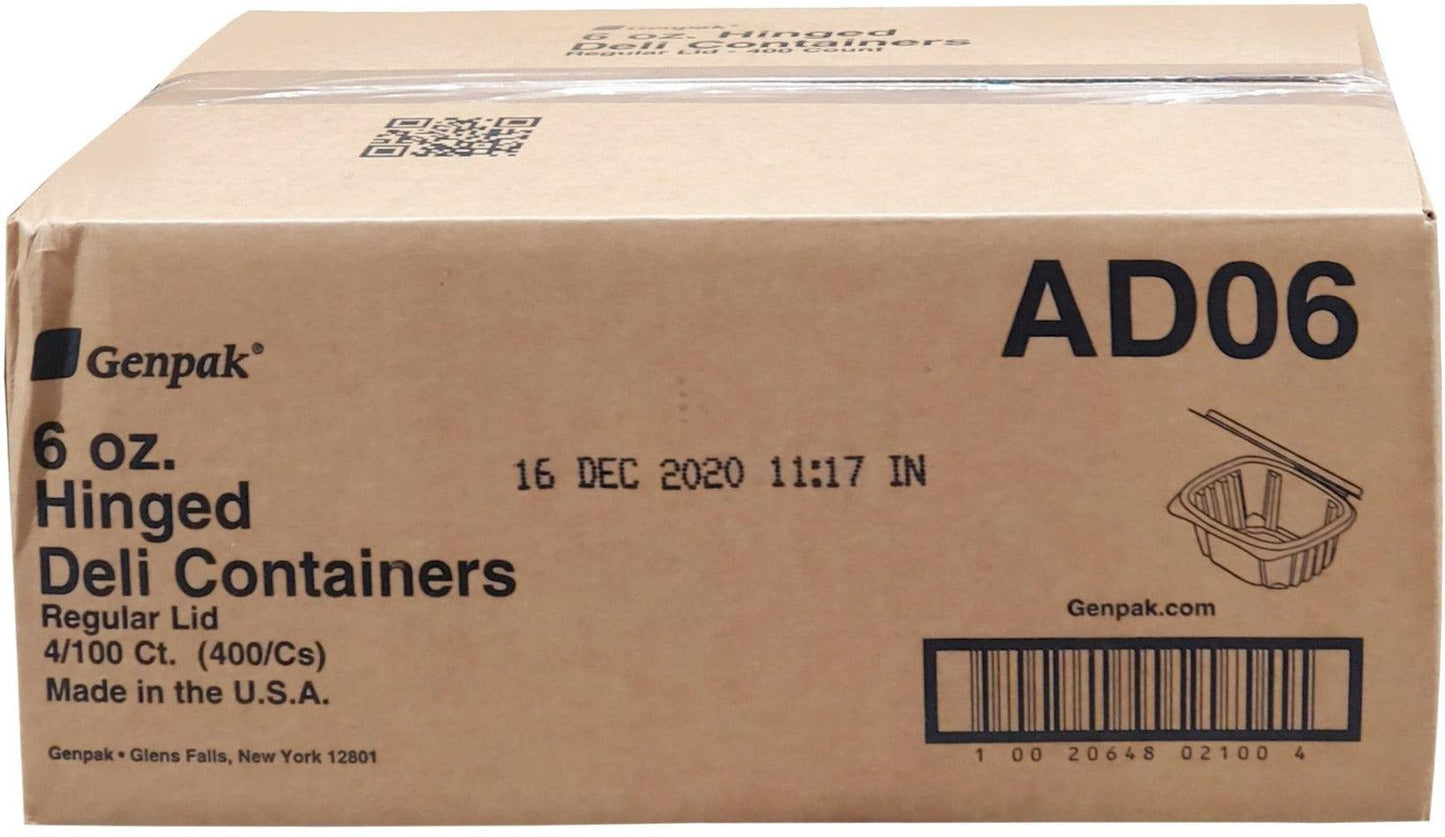 Genpak
6 oz. Hinged
Deli Containers
Regular Lid - 400 Count
AD06
Genpak®
6 oz.
Hinged
Deli Containers
Regular Lid
4/100 Ct. (400/Cs)
Made in the U.S.A.
Genpak • Glens Falls, New York 12801
16 DEC 2020 11:17 IN
Genpak.com
1 00 20648 02100 4